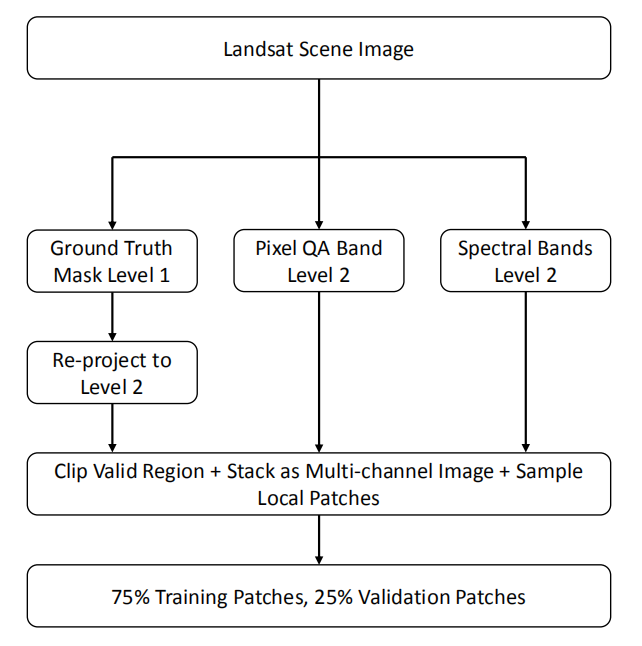 Landsat Scene Image
Ground Truth
Mask Level 1
Pixel QA Band
Level 2
Spectral Bands
Level 2
Re-project to
Level 2
Clip Valid Region + Stack as Multi-channel Image + Sample
Local Patches
75% Training Patches, 25% Validation Patches